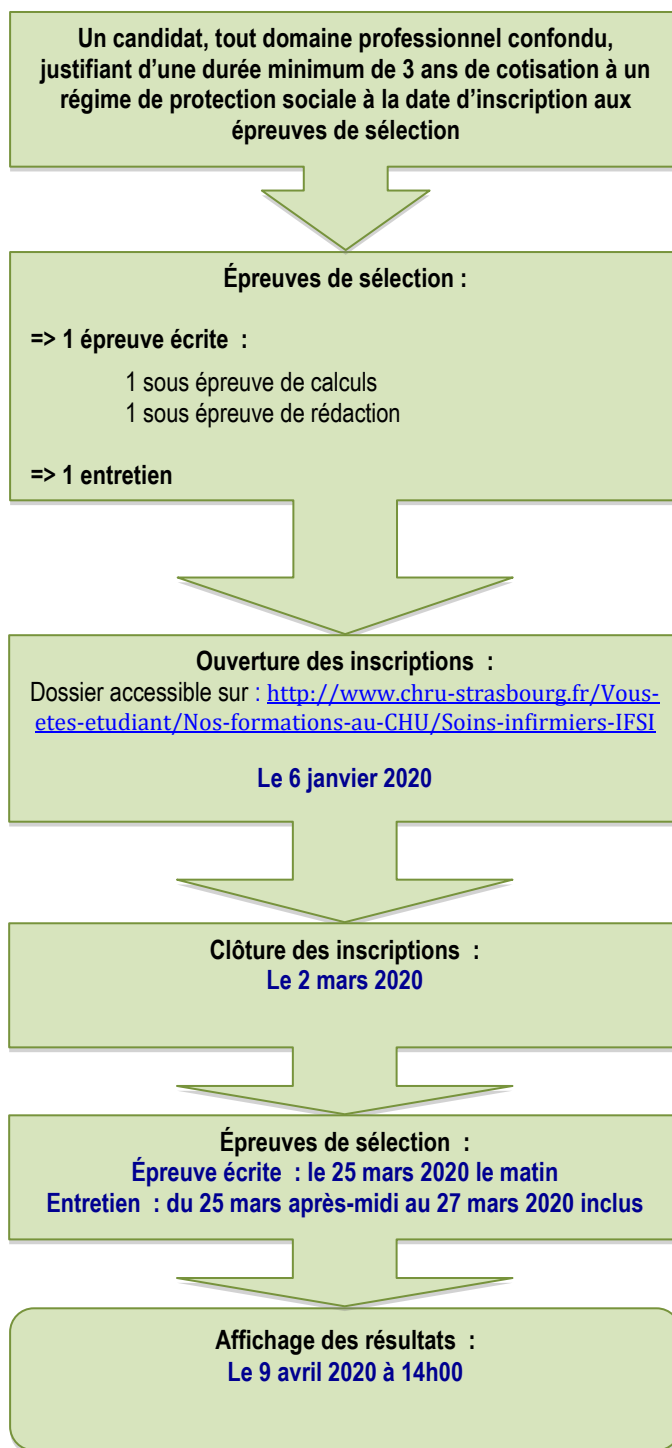 Un candidat, tout domaine professionnel confondu,
justifiant d'une durée minimum de 3 ans de cotisation à un
régime de protection sociale à la date d'inscription aux
épreuves de sélection
Épreuves de sélection :
=> 1 épreuve écrite :
1 sous épreuve de calculs
1 sous épreuve de rédaction
=> 1 entretien
Ouverture des inscriptions :
Dossier accessible sur : http://www.chru-strasbourg.fr/Vous-
etes-etudiant/Nos-formations-au-CHU/Soins-infirmiers-IFSI
Le 6 janvier 2020
Clôture des inscriptions :
Le 2 mars 2020
Épreuves de sélection :
Épreuve écrite : le 25 mars 2020 le matin
Entretien : du 25 mars après-midi au 27 mars 2020 inclus
Affichage des résultats :
Le 9 avril 2020 à 14h00